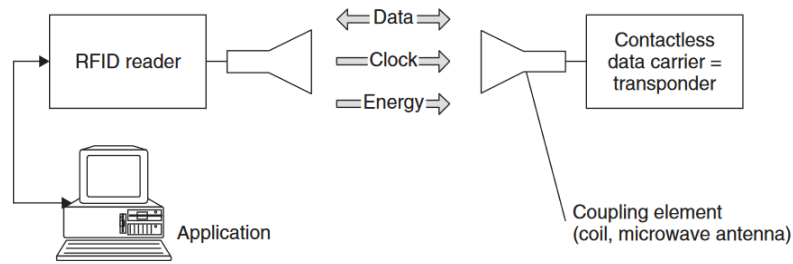 Data
RFID reader
Clock
Energy
Contactless
data carrier =
transponder
Application
Coupling element
(coil, microwave antenna)